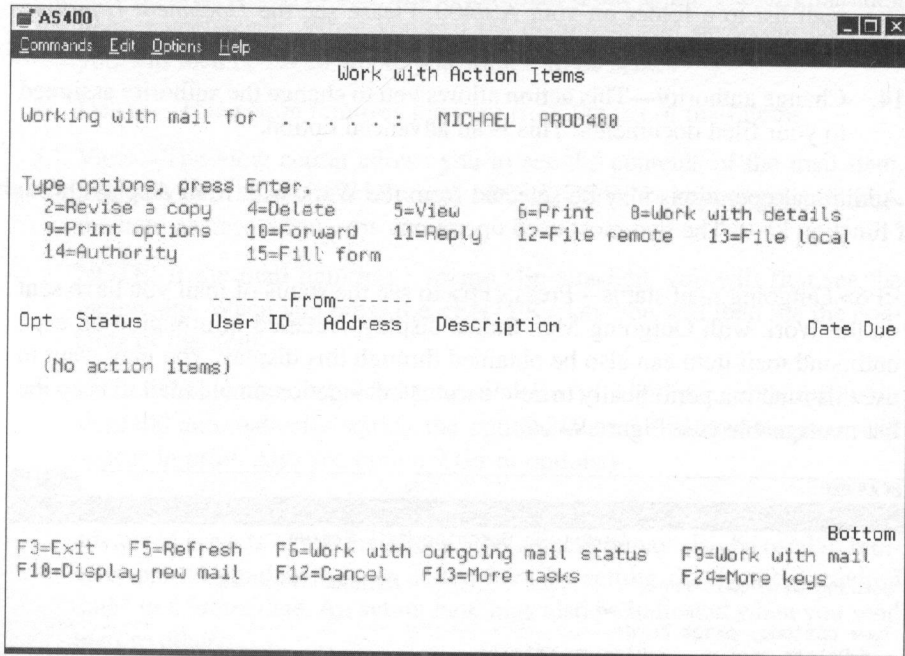 AS400
Commands Edit Options Help
Work with Action Items
Working with mail for . . . . . . : MICHAEL PROD400
Type options, press Enter.
2=Revise a copy 4=Delete 5=View 6=Print 8=Work with details
9=Print options 10=Forward 11=Reply 12=File remote 13=File local
14=Authority 15=Fill form
------From------
Opt Status User ID Address Description Date Due
(No action items)
Bottom
F3=Exit F5=Refresh F6=Work with outgoing mail status F9=Work with mail
F10=Display new mail F12=Cancel F13=More tasks F24=More keys